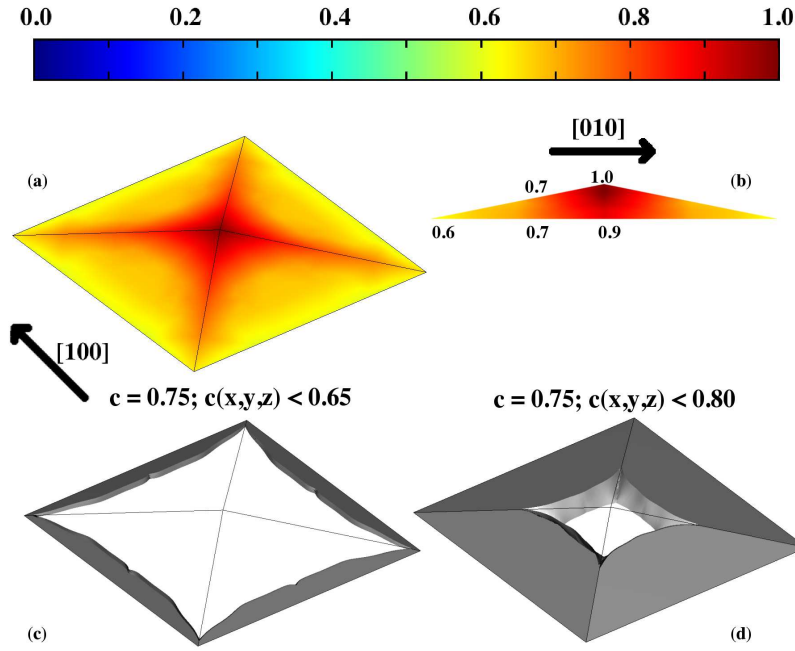 0.0 0.2 0.4 0.6 0.8 1.0
[010]
(a)
(b)
0.7 1.0
0.6 0.7 0.9
[100]
c = 0.75; c(x,y,z) < 0.65
c = 0.75; c(x,y,z) < 0.80
(c)
(d)